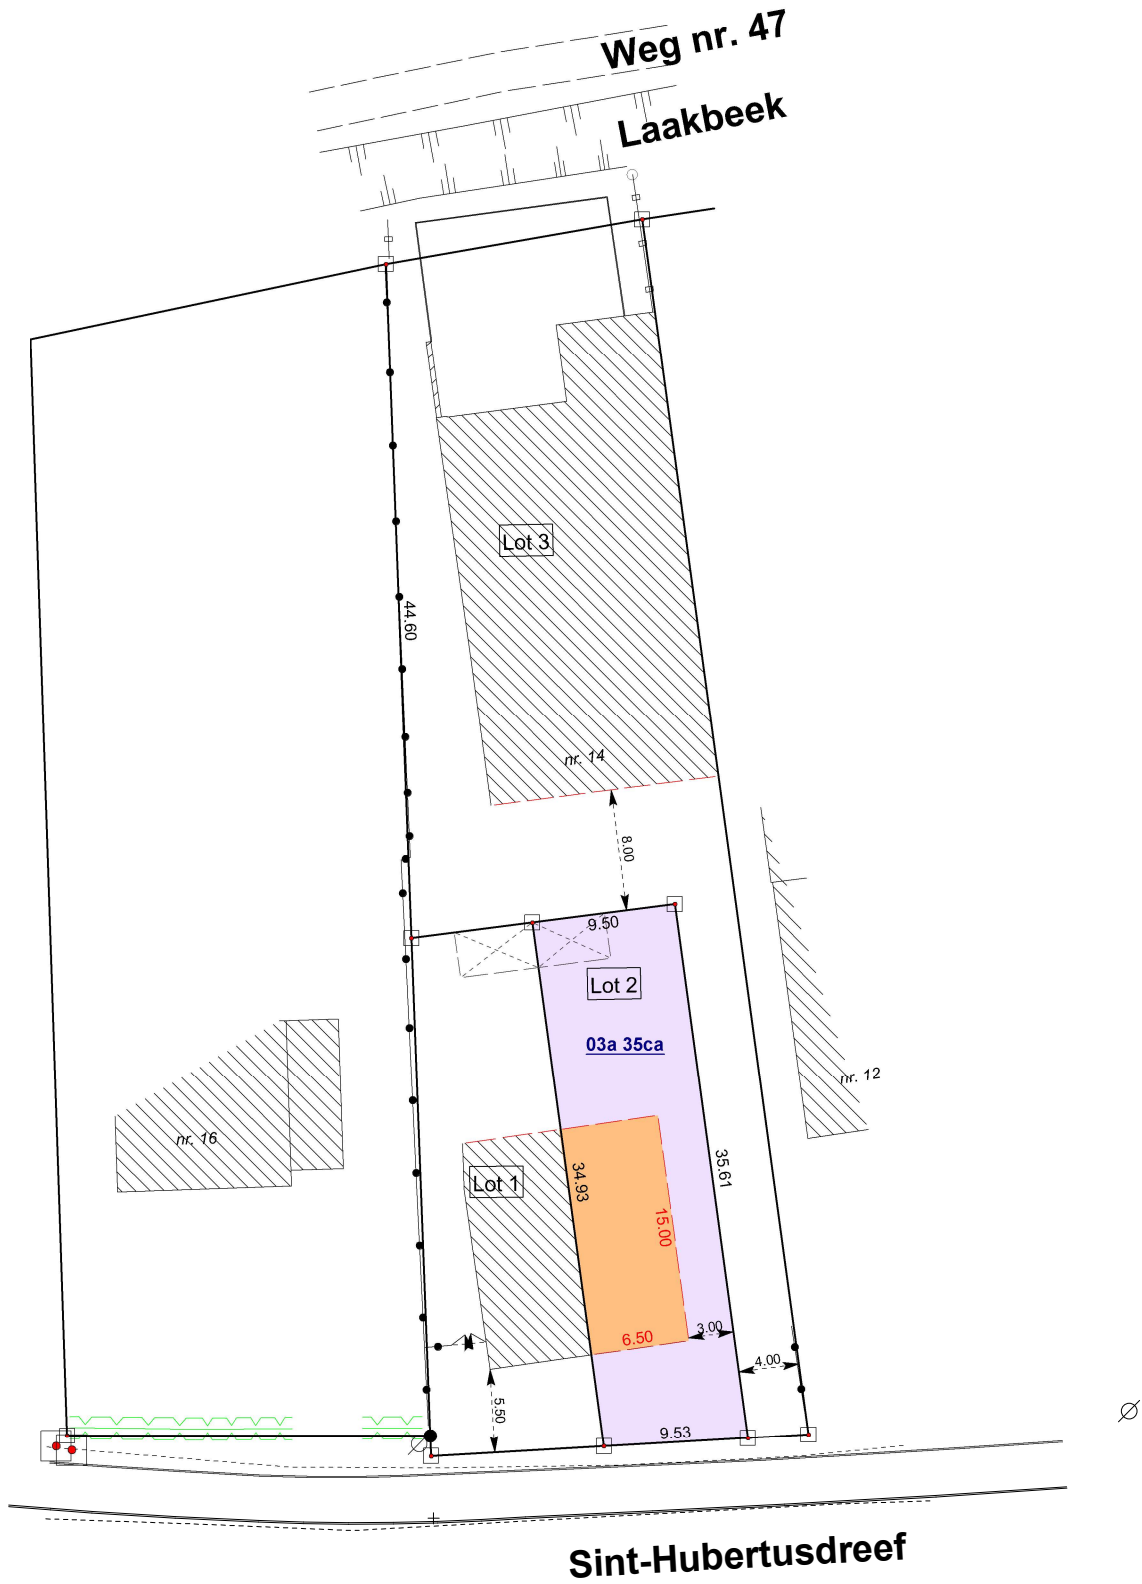 Weg nr. 47
Laakbeek
Lot 3
44.60
nr. 14
8.00
9.50
Lot 2
03a 35ca
nr. 12
nr. 16
Lot 1
34.93
35.61
15.00
6.50
3.00
4.00
5.50
9.53
Sint-Hubertusdreef